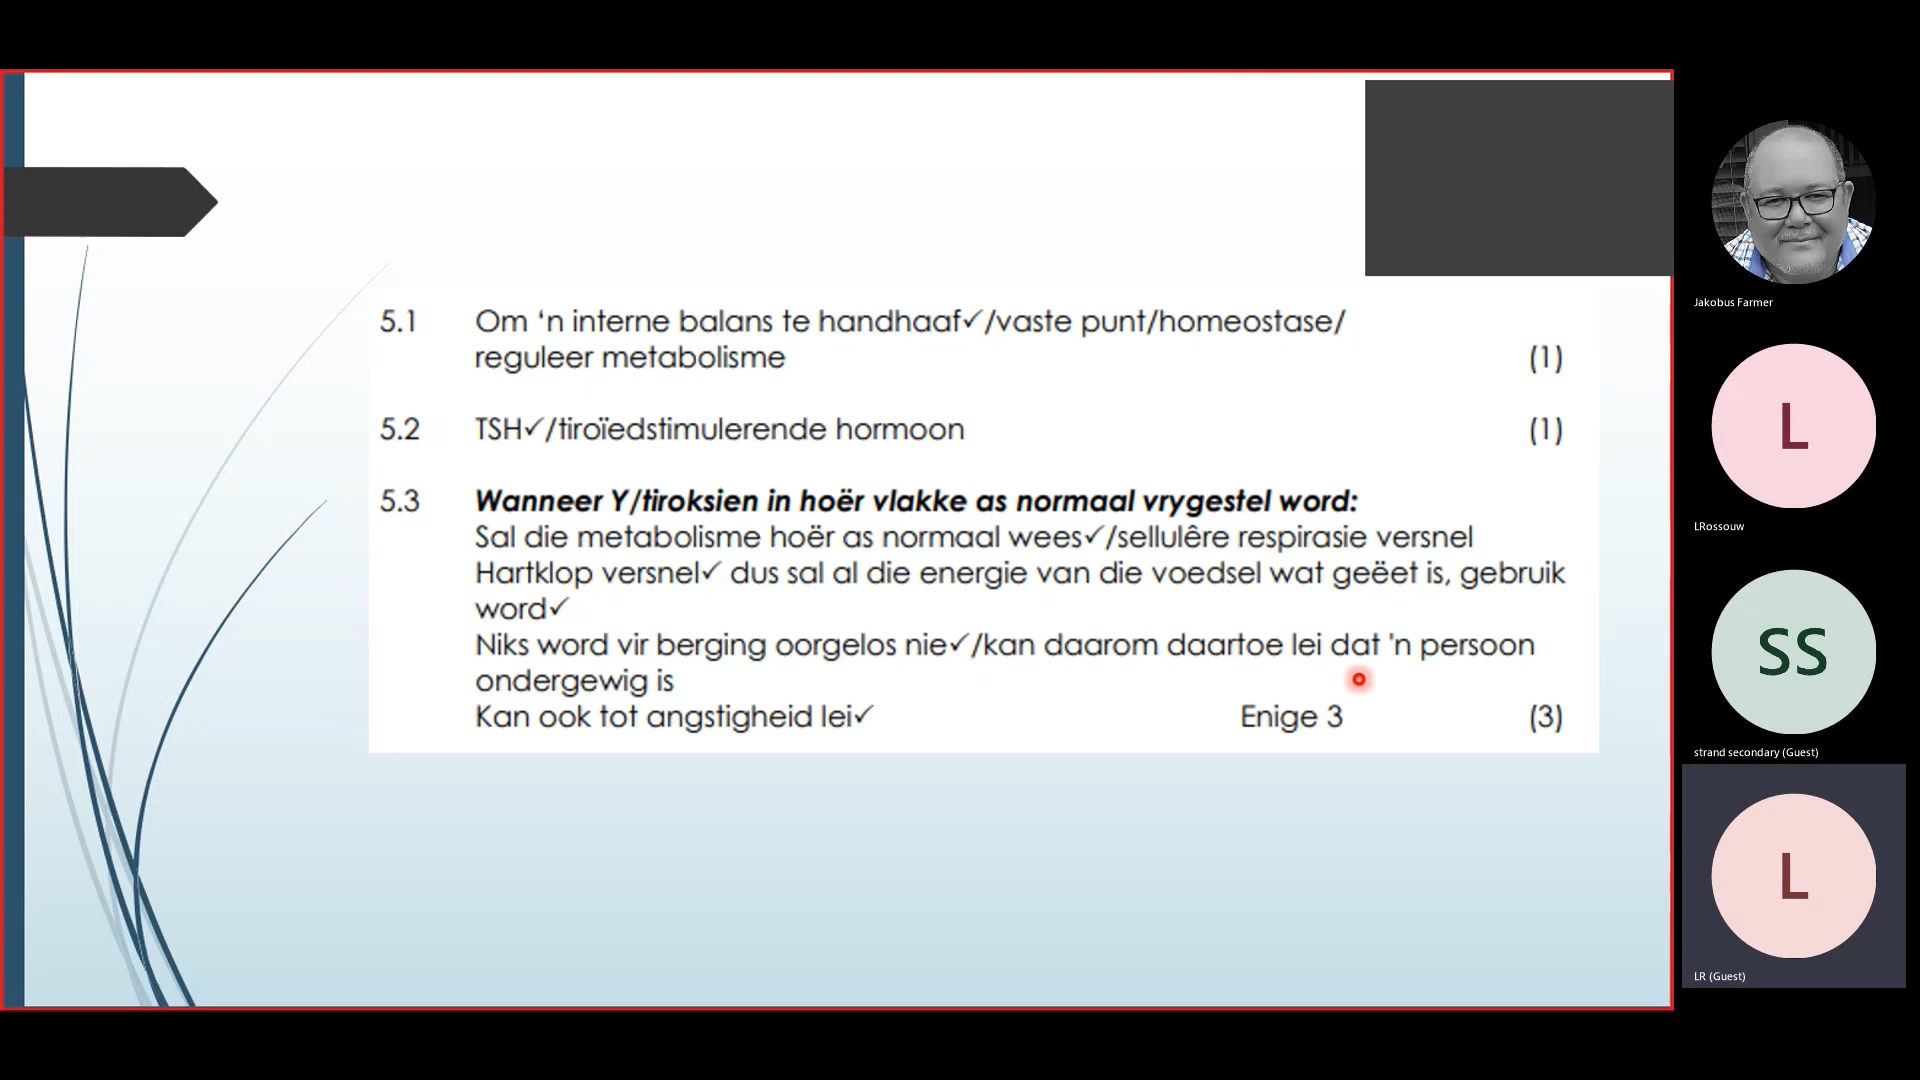 5.1 Om ‘n interne balans te handhaaf✓/vaste punt/homeostase/
reguleer metabolisme (1)
5.2 TSH✓/tiroïedstimulerende hormoon (1)
5.3 Wanneer Y/tiroksien in hoër vlakke as normaal vrygestel word:
Sal die metabolisme hoër as normaal wees✓/sellulêre respirasie versnel
Hartklop versnel✓ dus sal al die energie van die voedsel wat geëet is, gebruik
word✓
Niks word vir berging oorgelos nie✓/kan daarom daartoe lei dat 'n persoon
ondergewig is
Kan ook tot angstigheid lei✓ Enige 3 (3)
Jakobus Farmer
L
LRossouw
SS
strand secondary (Guest)
L
LR (Guest)